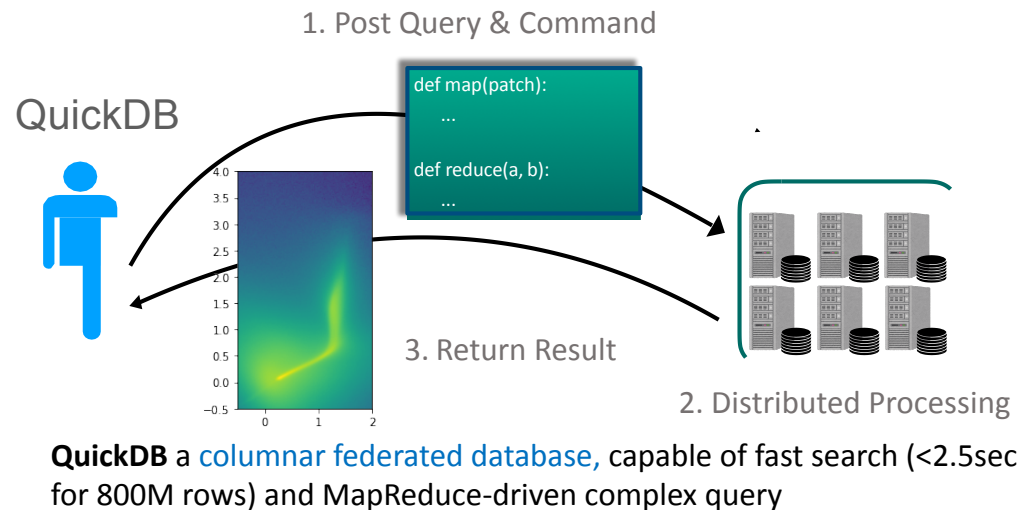 1. Post Query & Command
QuickDB
def map(patch):
...
def reduce(a, b):
...
4.0
3.5
3.0
2.5
2.0
1.5
1.0
0.5
0.0
−0.5
0 1 2
3. Return Result
2. Distributed Processing
QuickDB a columnar federated database, capable of fast search (<2.5sec
for 800M rows) and MapReduce-driven complex query